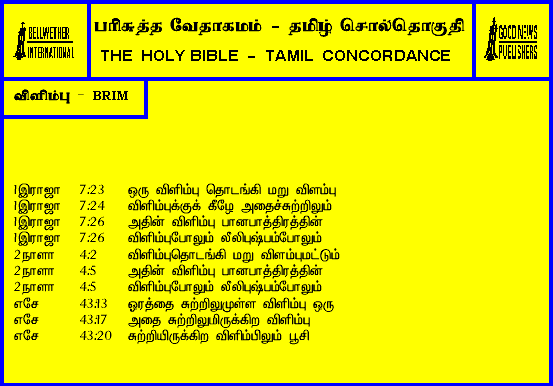 BELLWETHER
INTERNATIONAL
பரிசுத்த வேதாகமம் - தமிழ் சொல்தொகுதி
THE HOLY BIBLE - TAMIL CONCORDANCE
GOOD NEWS
PUBLISHERS
விளிம்பு - BRIM
1இராஜா 7:23 ஒரு விளிம்பு தொடங்கி மறு விளம்பு
1இராஜா 7:24 விளிம்புக்குக் கீழே அதைச்சுற்றிலும்
1இராஜா 7:26 அதின் விளிம்பு பானபாத்திரத்தின்
1இராஜா 7:26 விளிம்புபோலும் லீலிபுஷ்பம்போலும்
2நாளா 4:2 விளிம்புதொடங்கி மறு விளம்புமட்டும்
2நாளா 4:5 அதின் விளிம்பு பானபாத்திரத்தின்
2நாளா 4:5 விளிம்புபோலும் லீலிபுஷ்பம்போலும்
எசே 43:13 ஓரத்தை சுற்றிலுமுள்ள விளிம்பு ஒரு
எசே 43:17 அதை சுற்றிலுமிருக்கிற விளிம்பு
எசே 43:20 சுற்றியிருக்கிற விளிம்பிலும் பூசி